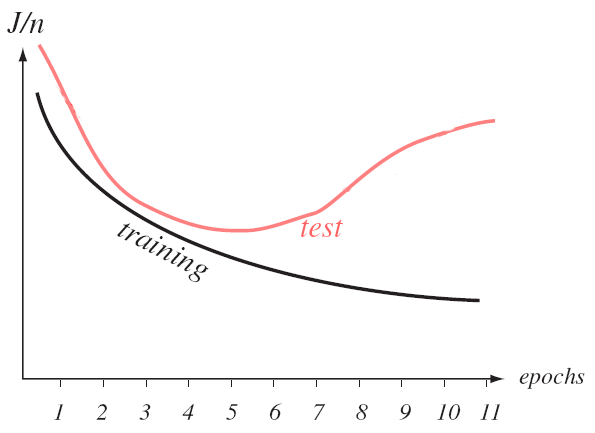 J/n
test
training
epochs
1 2 3 4 5 6 7 8 9 10 11